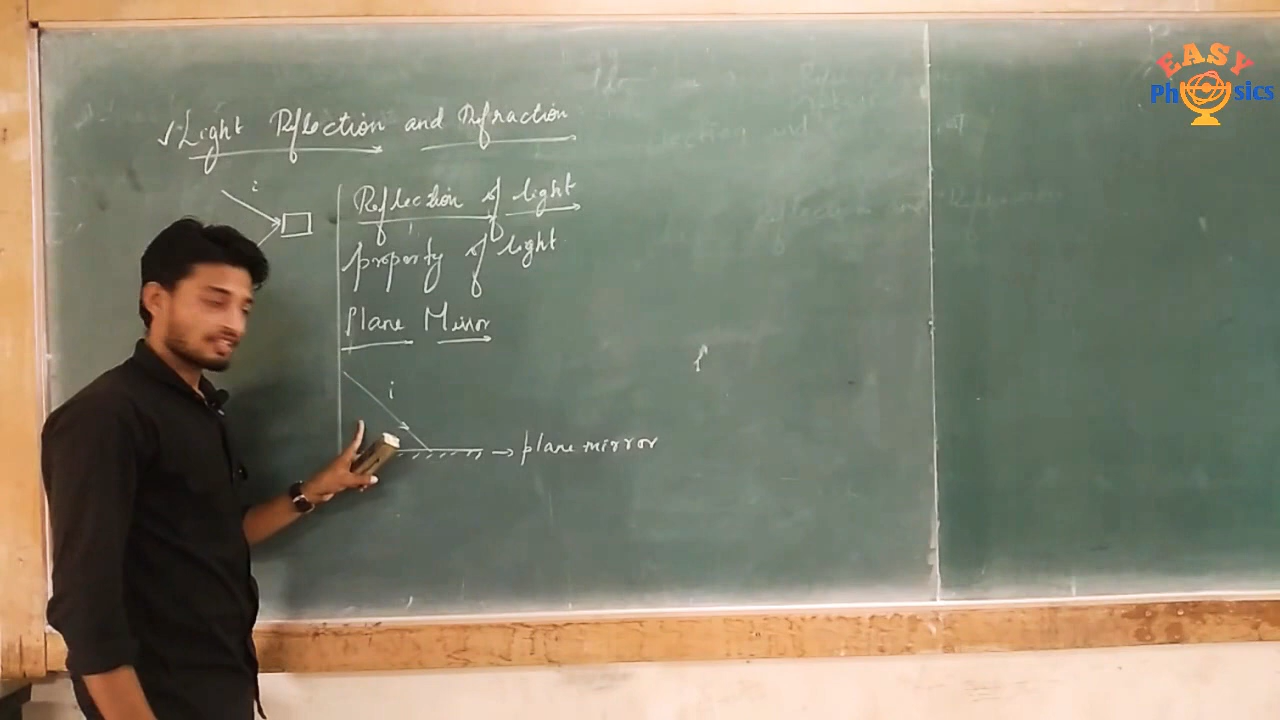 EASY
Physics
✓ Light Reflection and Refraction
i
Reflection of light
property of light
plane Mirror
i
→ plane mirror